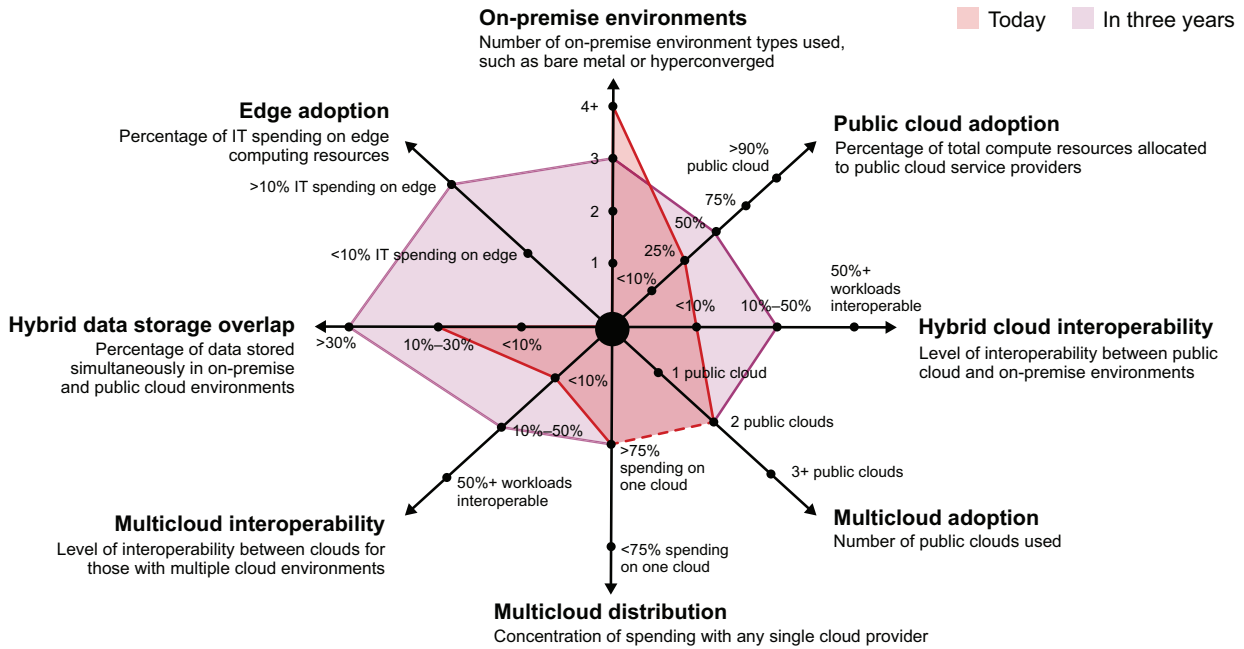 On-premise environments
Number of on-premise environment types used,
such as bare metal or hyperconverged
Today
In three years
Edge adoption
Percentage of IT spending on edge
computing resources
>10% IT spending on edge
<10% IT spending on edge
4+
3
2
1
Public cloud adoption
Percentage of total compute resources allocated
to public cloud service providers
>90%
public cloud
75%
50%
25%
<10%
Hybrid cloud interoperability
Level of interoperability between public
cloud and on-premise environments
<10%
10%–50%
50%+
workloads
interoperable
Hybrid data storage overlap
Percentage of data stored
simultaneously in on-premise
and public cloud environments
>30%
10%–30%
<10%
1 public cloud
2 public clouds
3+ public clouds
Multicloud adoption
Number of public clouds used
<10%
10%–50%
50%+ workloads
interoperable
Multicloud interoperability
Level of interoperability between clouds for
those with multiple cloud environments
>75%
spending on
one cloud
<75% spending
on one cloud
Multicloud distribution
Concentration of spending with any single cloud provider